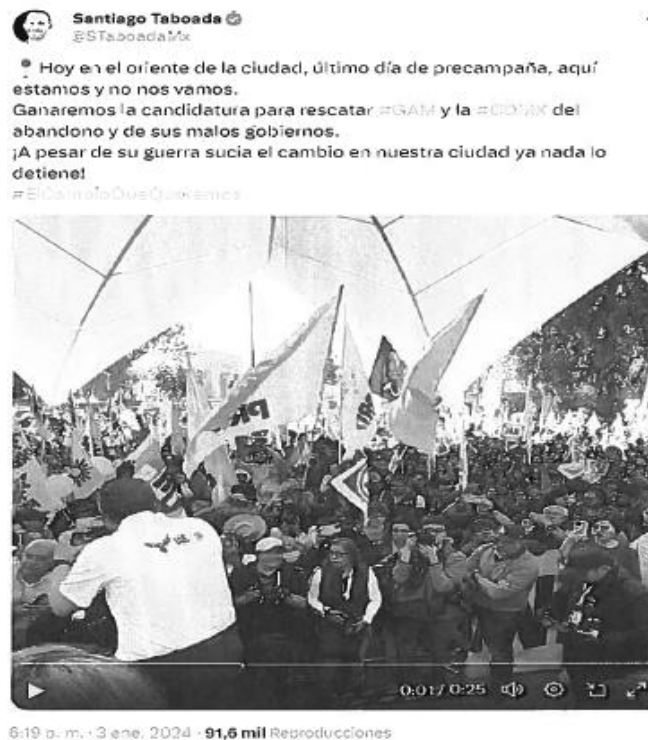 Santiago Taboada
@STaboadaMx
Hoy en el oriente de la ciudad, último día de precampaña, aquí
estamos y no nos vamos.
Ganaremos la candidatura para rescatar #GAM y la #CDMX del
abandono y de sus malos gobiernos.
¡A pesar de su guerra sucia el cambio en nuestra ciudad ya nada lo
detiene!
#ElCambioQueQueremos
0:01 / 0:25
6:19 p. m. · 3 ene. 2024 · 91,6 mil Reproducciones